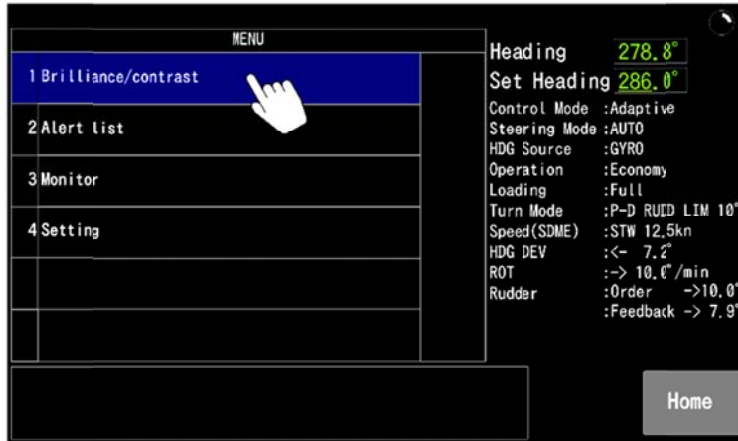 MENU
1 Brilliance/contrast
2 Alert list
3 Monitor
4 Setting
Heading 278.8°
Set Heading 286.0°
Control Mode :Adaptive
Steering Mode :AUTO
HDG Source :GYRO
Operation :Economy
Loading :Full
Turn Mode :P-D RUDD LIM 10°
Speed(SDME) :STW 12.5kn
HDG DEV :<- 7.2°
ROT :-> 10.0°/min
Rudder :Order ->10.0°
:Feedback -> 7.9°
Home